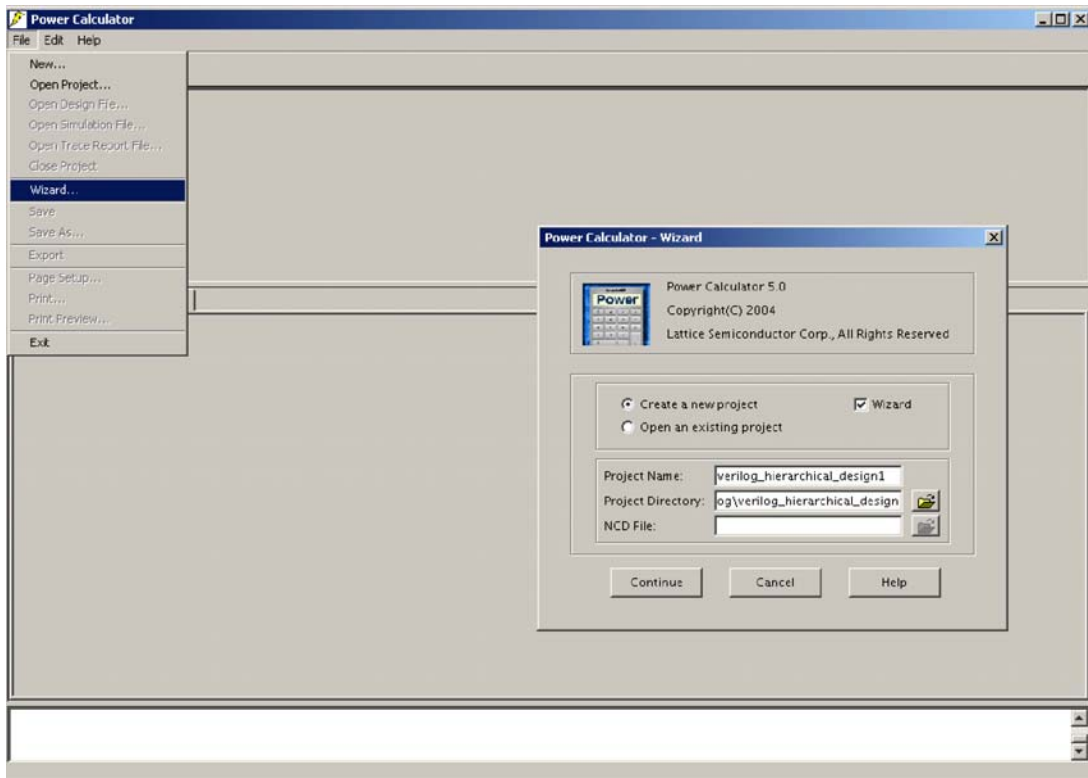 Power Calculator
File Edit Help
New...
Open Project...
Open Design File...
Open Simulation File...
Open Trace Report File...
Close Project
Wizard...
Save
Save As...
Export
Page Setup...
Print...
Print Preview...
Exit
Power Calculator - Wizard
Power
Power Calculator 5.0
Copyright(C) 2004
Lattice Semiconductor Corp., All Rights Reserved
Create a new project Wizard
Open an existing project
Project Name: verilog_hierarchical_design1
Project Directory: og\verilog_hierarchical_design
NCD File:
Continue Cancel Help